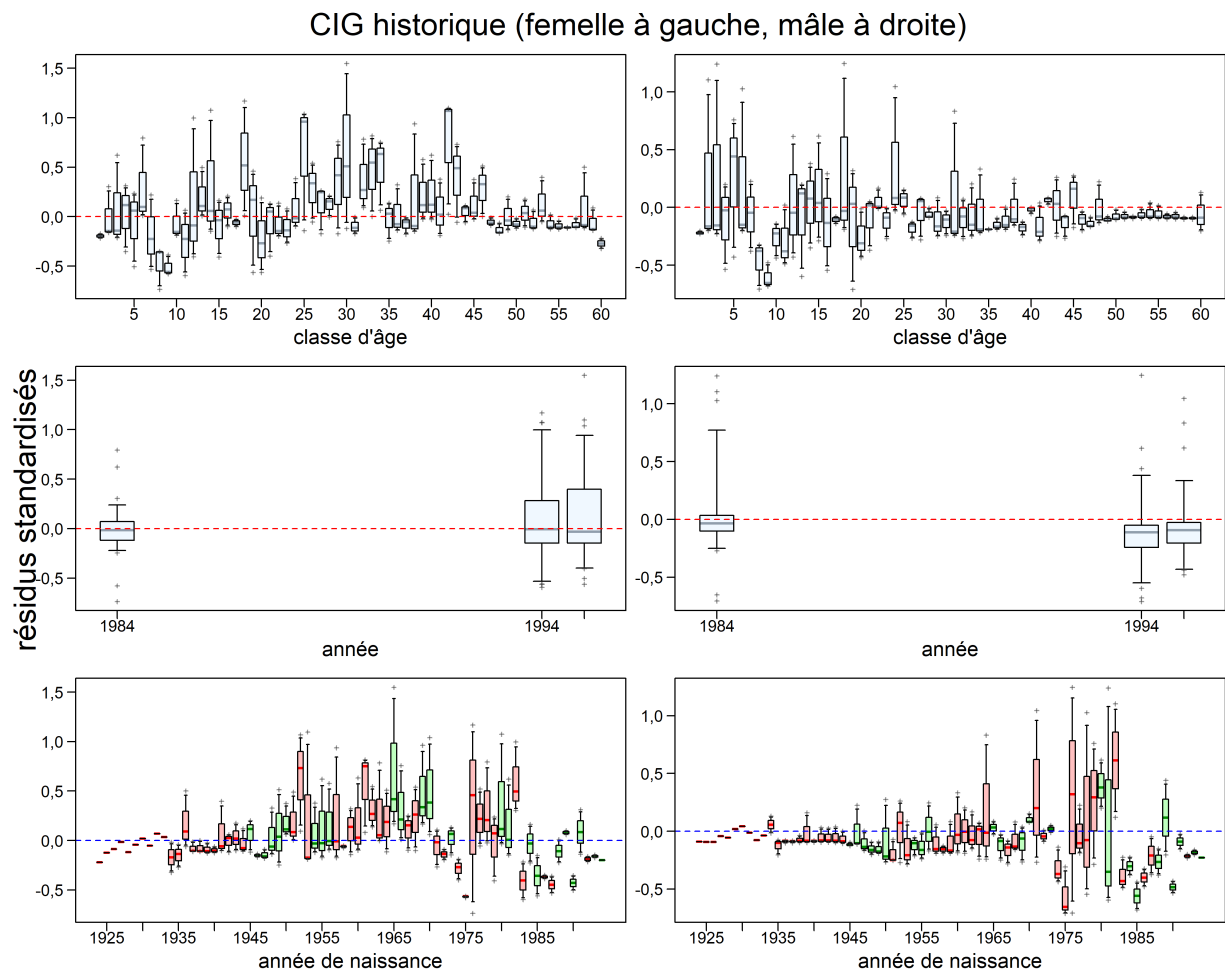 CIG historique (femelle à gauche, mâle à droite)
1,5
1,0
0,5
0,0
-0,5
5 10 15 20 25 30 35 40 45 50 55 60
classe d'âge
1,0
0,5
0,0
-0,5
5 10 15 20 25 30 35 40 45 50 55 60
classe d'âge
résidus standardisés
1,5
1,0
0,5
0,0
-0,5
1984 1994
année
1,0
0,5
0,0
-0,5
1984 1994
année
1,5
1,0
0,5
0,0
-0,5
1925 1935 1945 1955 1965 1975 1985
année de naissance
1,0
0,5
0,0
-0,5
1925 1935 1945 1955 1965 1975 1985
année de naissance